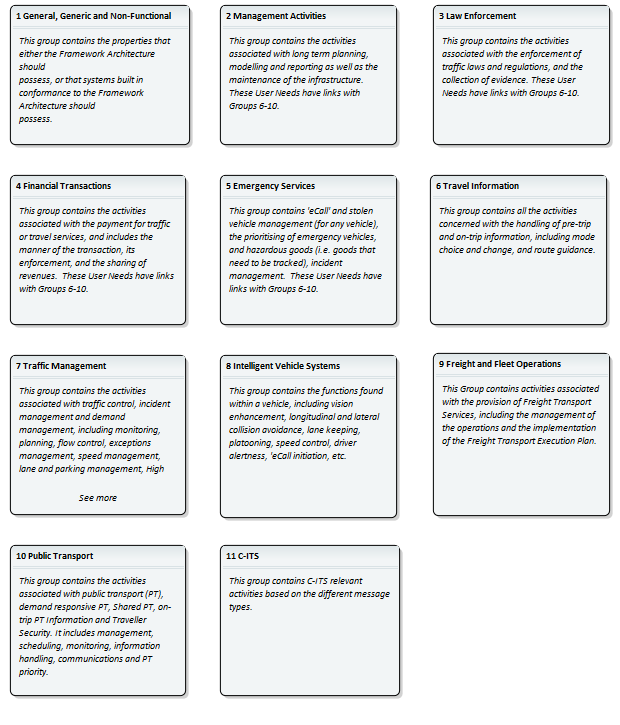 1 General, Generic and Non-Functional
This group contains the properties that
either the Framework Architecture
should
possess, or that systems built in
conformance to the Framework
Architecture should
possess.
2 Management Activities
This group contains the activities
associated with long term planning,
modelling and reporting as well as the
maintenance of the infrastructure.
These User Needs have links with
Groups 6-10.
3 Law Enforcement
This group contains the activities
associated with the enforcement of
traffic laws and regulations, and the
collection of evidence. These User
Needs have links with Groups 6-10.
4 Financial Transactions
This group contains the activities
associated with the payment for traffic
or travel services, and includes the
manner of the transaction, its
enforcement, and the sharing of
revenues. These User Needs have links
with Groups 6-10.
5 Emergency Services
This group contains 'eCall' and stolen
vehicle management (for any vehicle),
the prioritising of emergency vehicles,
and hazardous goods (i.e. goods that
need to be tracked), incident
management. These User Needs have
links with Groups 6-10.
6 Travel Information
This group contains all the activities
concerned with the handling of pre-trip
and on-trip information, including mode
choice and change, and route guidance.
7 Traffic Management
This group contains the activities
associated with traffic control, incident
management and demand
management, including monitoring,
planning, flow control, exceptions
management, speed management,
lane and parking management, High
See more
8 Intelligent Vehicle Systems
This group contains the functions found
within a vehicle, including vision
enhancement, longitudinal and lateral
collision avoidance, lane keeping,
platooning, speed control, driver
alertness, 'eCall initiation, etc.
9 Freight and Fleet Operations
This Group contains activities associated
with the provision of Freight Transport
Services, including the management of
the operations and the implementation
of the Freight Transport Execution Plan.
10 Public Transport
This group contains the activities
associated with public transport (PT),
demand responsive PT, Shared PT, on-
trip PT Information and Traveller
Security. It includes management,
scheduling, monitoring, information
handling, communications and PT
priority.
11 C-ITS
This group contains C-ITS relevant
activities based on the different message
types.